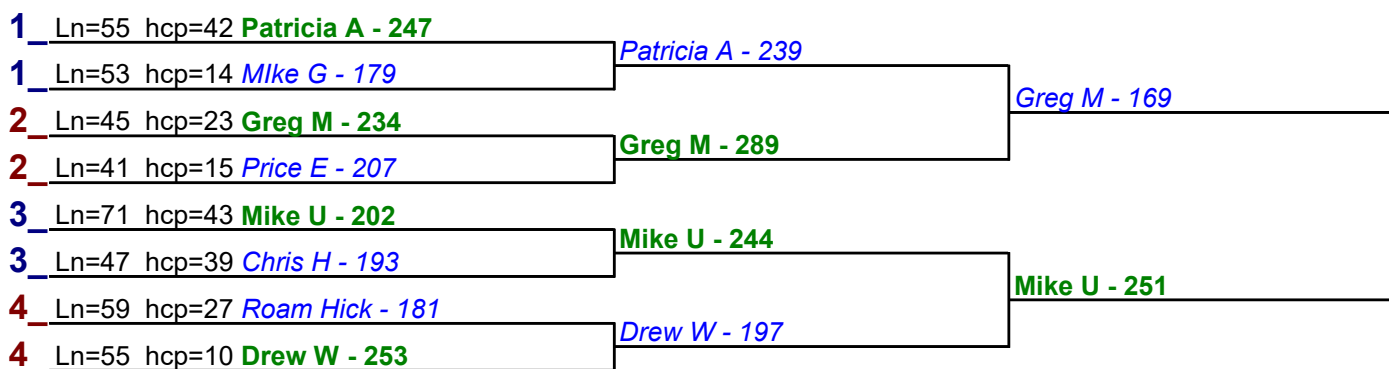 1_ Ln=55 hcp=42 Patricia A - 247
Patricia A - 239
1_ Ln=53 hcp=14 MIke G - 179
Greg M - 169
2_ Ln=45 hcp=23 Greg M - 234
Greg M - 289
2_ Ln=41 hcp=15 Price E - 207
3_ Ln=71 hcp=43 Mike U - 202
Mike U - 244
3_ Ln=47 hcp=39 Chris H - 193
Mike U - 251
4_ Ln=59 hcp=27 Roam Hick - 181
Drew W - 197
4 Ln=55 hcp=10 Drew W - 253